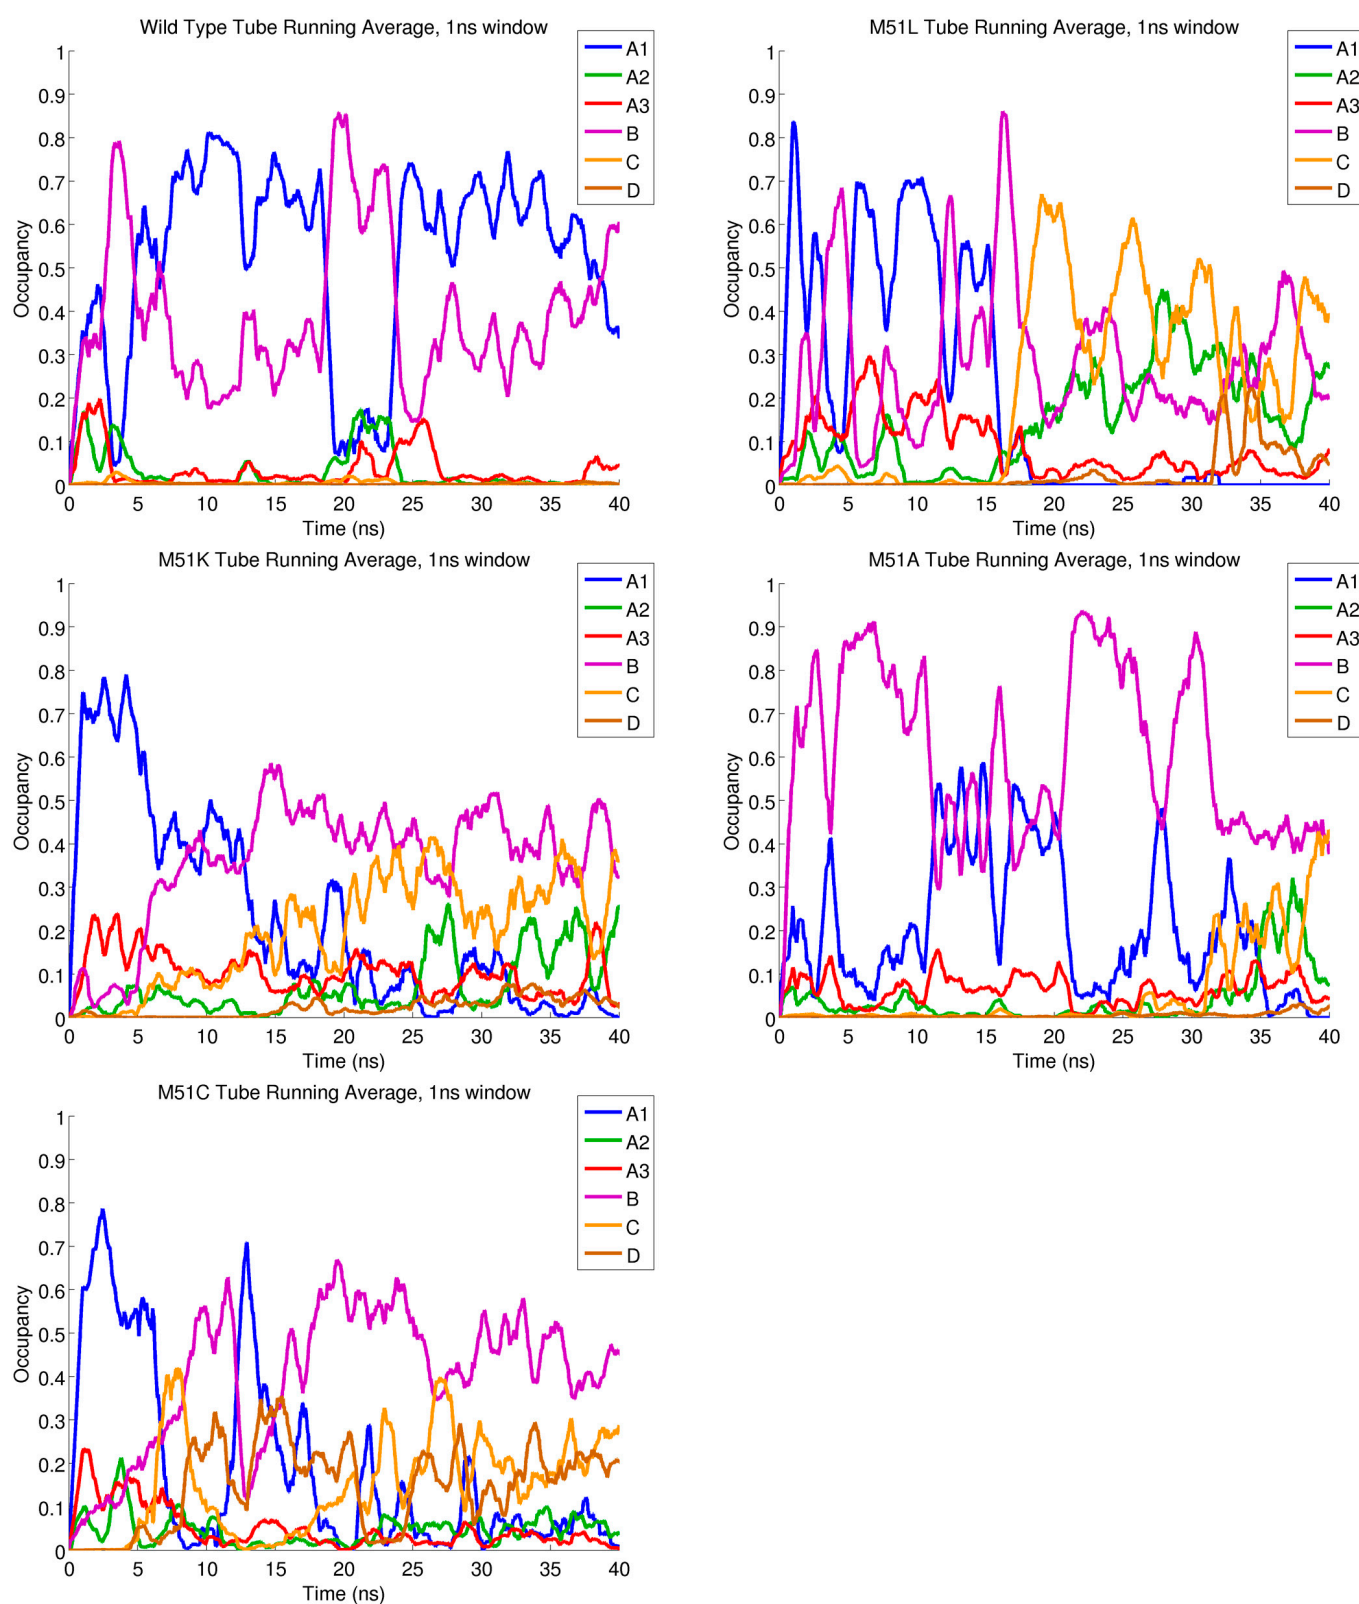 Wild Type Tube Running Average, 1ns window
1
0.9
0.8
0.7
0.6
0.5
0.4
0.3
0.2
0.1
0
Occupancy
A1
A2
A3
B
C
D
0 5 10 15 20 25 30 35 40
Time (ns)
M51L Tube Running Average, 1ns window
1
0.9
0.8
0.7
0.6
0.5
0.4
0.3
0.2
0.1
0
Occupancy
A1
A2
A3
B
C
D
0 5 10 15 20 25 30 35 40
Time (ns)
M51K Tube Running Average, 1ns window
1
0.9
0.8
0.7
0.6
0.5
0.4
0.3
0.2
0.1
0
Occupancy
A1
A2
A3
B
C
D
0 5 10 15 20 25 30 35 40
Time (ns)
M51A Tube Running Average, 1ns window
1
0.9
0.8
0.7
0.6
0.5
0.4
0.3
0.2
0.1
0
Occupancy
A1
A2
A3
B
C
D
0 5 10 15 20 25 30 35 40
Time (ns)
M51C Tube Running Average, 1ns window
1
0.9
0.8
0.7
0.6
0.5
0.4
0.3
0.2
0.1
0
Occupancy
A1
A2
A3
B
C
D
0 5 10 15 20 25 30 35 40
Time (ns)